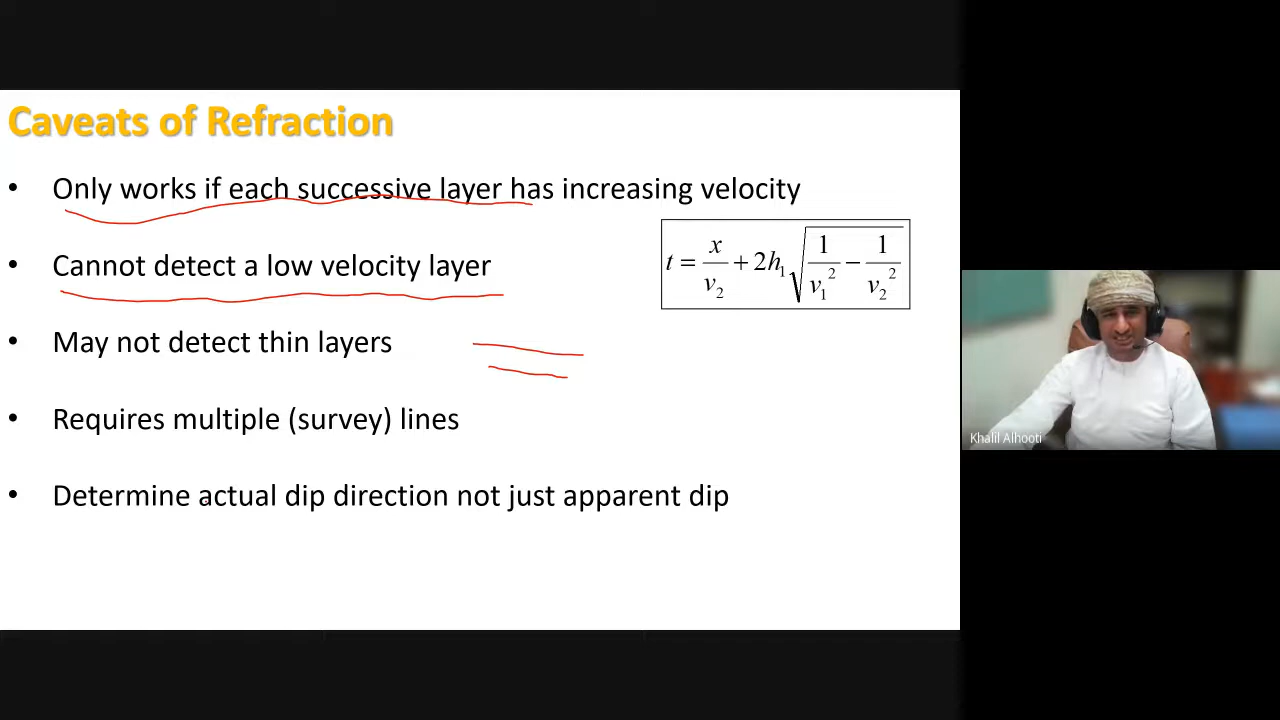 Caveats of Refraction
• Only works if each successive layer has increasing velocity
• Cannot detect a low velocity layer
t = x/v₂ + 2h₁√(1/v₁² − 1/v₂²)
• May not detect thin layers
• Requires multiple (survey) lines
Khalil Alhooti
• Determine actual dip direction not just apparent dip